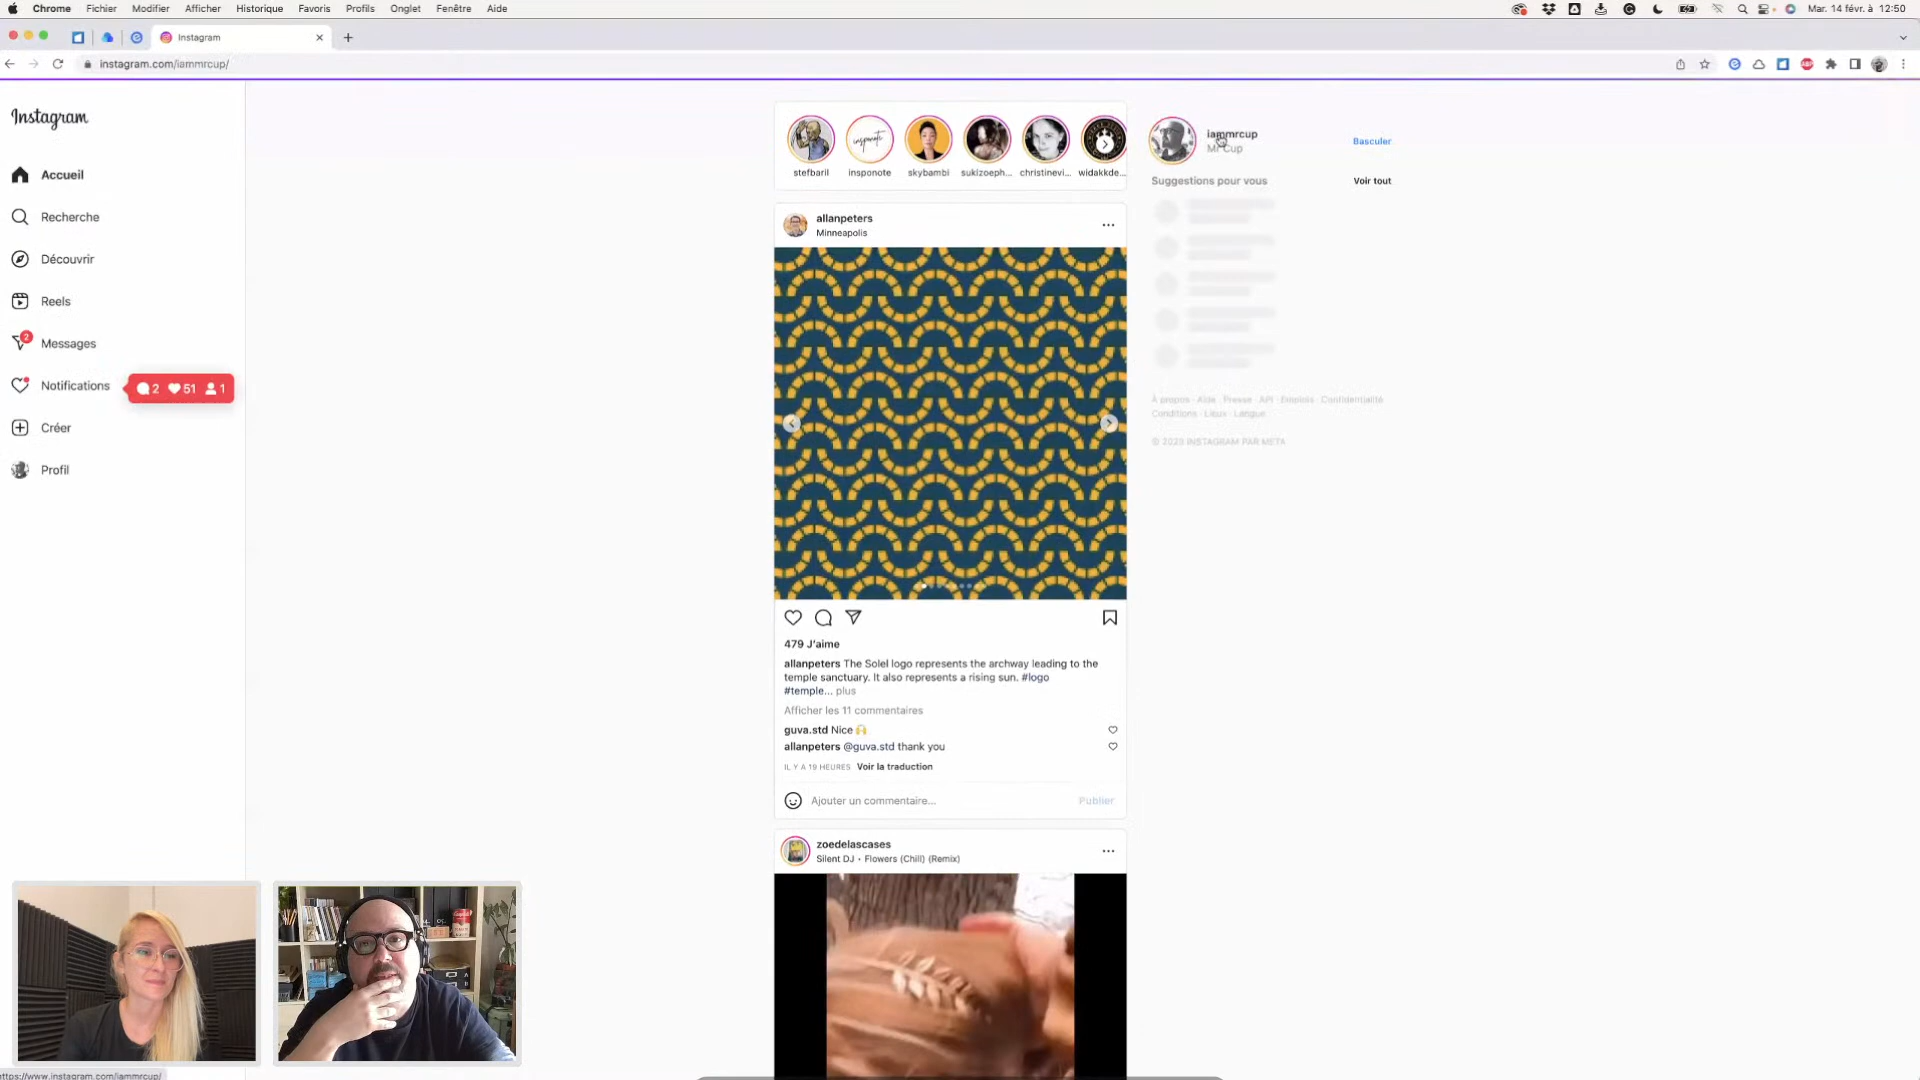 Chrome Fichier Modifier Afficher Historique Favoris Profils Onglet Fenêtre Aide
Mar. 14 févr. à 12:50
Instagram
instagram.com/iammrcup/
Instagram
Accueil
Recherche
Découvrir
Reels
2
Messages
Notifications
2 51 1
Créer
Profil
insponote
stefbaril insponote skybambi sukizoeph... christinevi... widakkde...
allanpeters
Minneapolis
479 J'aime
allanpeters The Solel logo represents the archway leading to the
temple sanctuary. It also represents a rising sun. #logo
#temple... plus
Afficher les 11 commentaires
guva.std Nice 🙌
allanpeters @guva.std thank you
IL Y A 19 HEURES Voir la traduction
Ajouter un commentaire... Publier
zoedelascases
Silent DJ • Flowers (Chill) (Remix)
iammrcup
Mr Cup
Basculer
Suggestions pour vous
Voir tout
À propos · Aide · Presse · API · Emplois · Confidentialité
Conditions · Lieux · Langue
© 2023 INSTAGRAM PAR META
https://www.instagram.com/iammrcup/